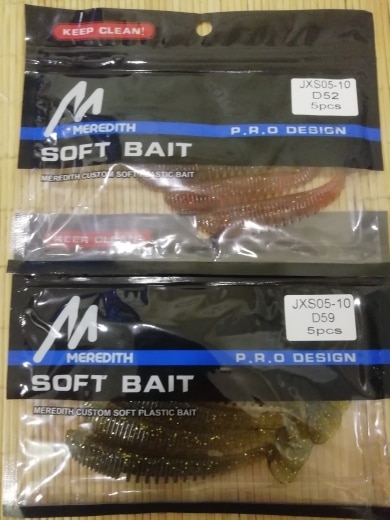 KEEP CLEAN!
JXS05-10
D52
5pcs
MEREDITH
P.R.O DESIGN
SOFT BAIT
MEREDITH CUSTOM SOFT PLASTIC BAIT
KEEP CLEAN!
JXS05-10
D59
5pcs
MEREDITH
P.R.O DESIGN
SOFT BAIT
MEREDITH CUSTOM SOFT PLASTIC BAIT